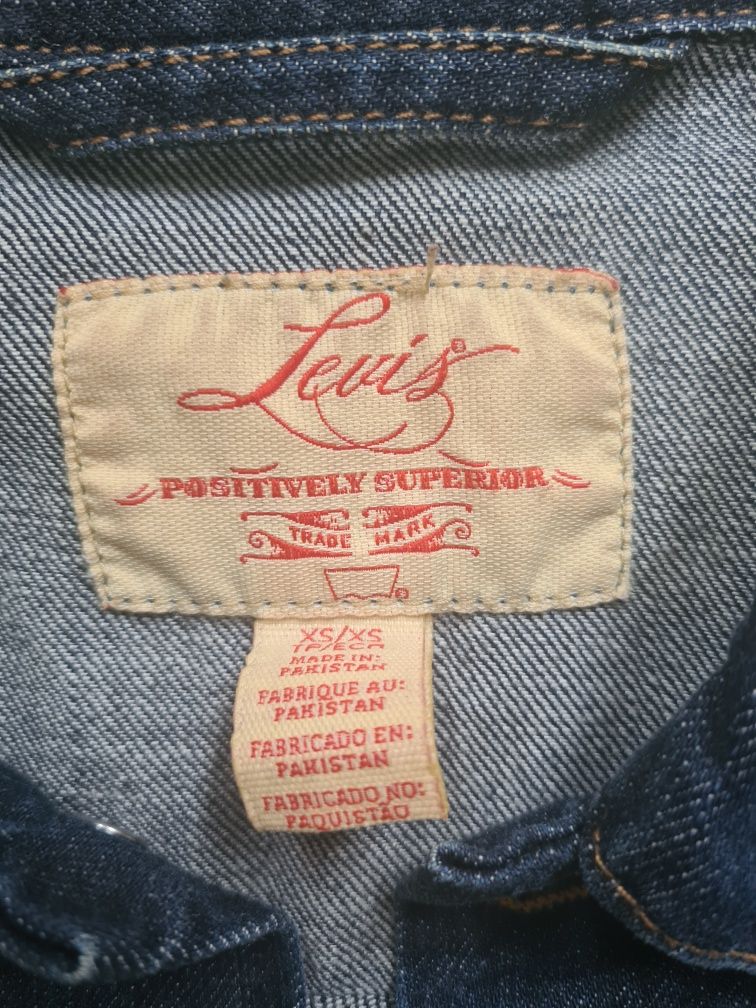 Levi's®
POSITIVELY SUPERIOR
TRADE MARK
®
XS/XS
TP/ECH
MADE IN:
PAKISTAN
FABRIQUE AU:
PAKISTAN
FABRICADO EN:
PAKISTAN
FABRICADO NO:
PAQUISTÃO